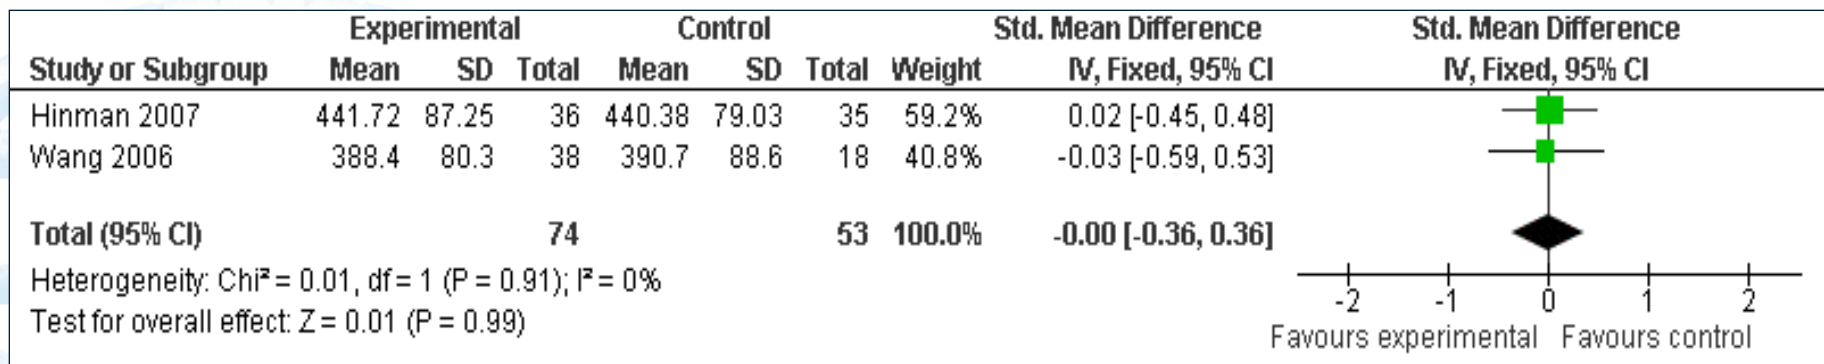 Experimental Control Std. Mean Difference Std. Mean Difference
Study or Subgroup Mean SD Total Mean SD Total Weight IV, Fixed, 95% CI IV, Fixed, 95% CI
Hinman 2007 441.72 87.25 36 440.38 79.03 35 59.2% 0.02 [-0.45, 0.48]
Wang 2006 388.4 80.3 38 390.7 88.6 18 40.8% -0.03 [-0.59, 0.53]
Total (95% CI) 74 53 100.0% -0.00 [-0.36, 0.36]
Heterogeneity: Chi² = 0.01, df = 1 (P = 0.91); I² = 0%
Test for overall effect: Z = 0.01 (P = 0.99)
-2 -1 0 1 2
Favours experimental Favours control